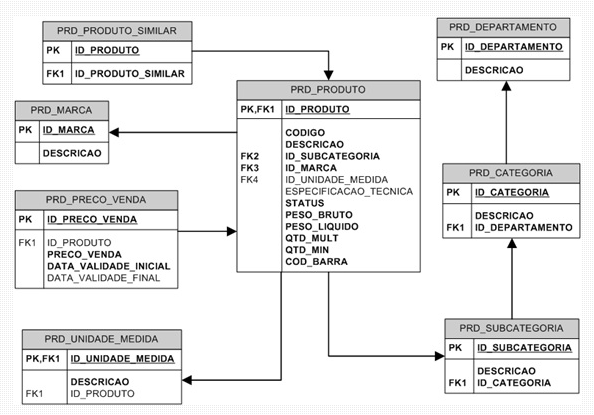 PRD_PRODUTO_SIMILAR
PK ID_PRODUTO
FK1 ID_PRODUTO_SIMILAR
PRD_DEPARTAMENTO
PK ID_DEPARTAMENTO
DESCRICAO
PRD_MARCA
PK ID_MARCA
DESCRICAO
PRD_PRODUTO
PK,FK1 ID_PRODUTO
CODIGO
DESCRICAO
FK2 ID_SUBCATEGORIA
FK3 ID_MARCA
FK4 ID_UNIDADE_MEDIDA
ESPECIFICACAO_TECNICA
STATUS
PESO_BRUTO
PESO_LIQUIDO
QTD_MULT
QTD_MIN
COD_BARRA
PRD_CATEGORIA
PK ID_CATEGORIA
DESCRICAO
FK1 ID_DEPARTAMENTO
PRD_PRECO_VENDA
PK ID_PRECO_VENDA
FK1 ID_PRODUTO
PRECO_VENDA
DATA_VALIDADE_INICIAL
DATA_VALIDADE_FINAL
PRD_UNIDADE_MEDIDA
PK,FK1 ID_UNIDADE_MEDIDA
DESCRICAO
FK1 ID_PRODUTO
PRD_SUBCATEGORIA
PK ID_SUBCATEGORIA
DESCRICAO
FK1 ID_CATEGORIA